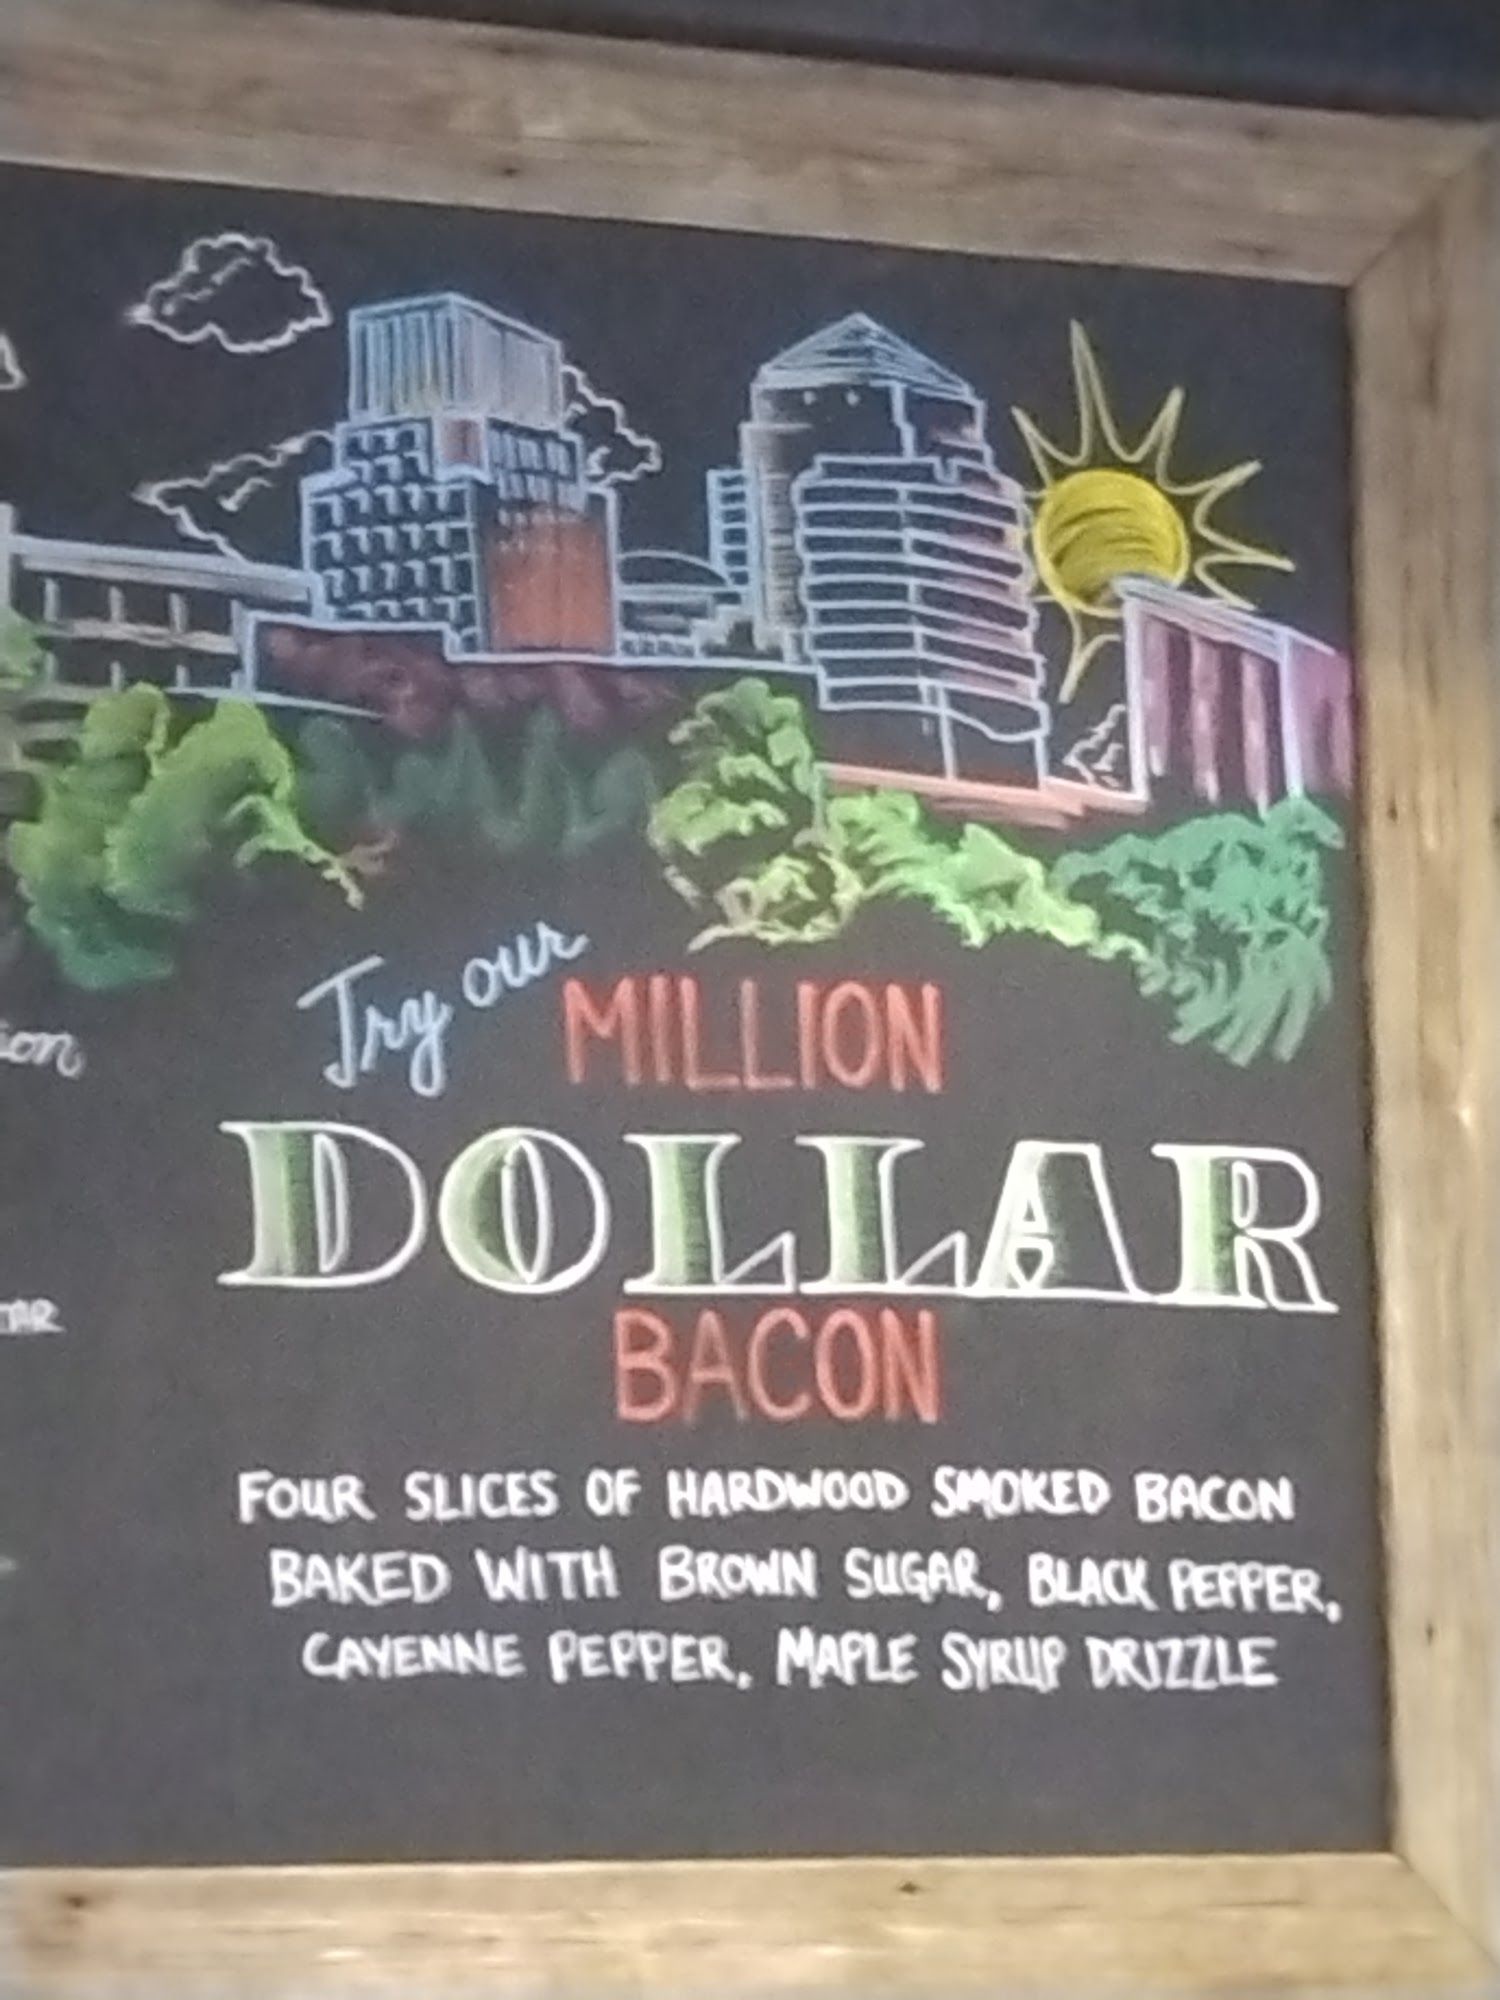 Try our MILLION
DOLLAR
BACON
FOUR SLICES OF HARDWOOD SMOKED BACON
BAKED WITH BROWN SUGAR, BLACK PEPPER,
CAYENNE PEPPER, MAPLE SYRUP DRIZZLE